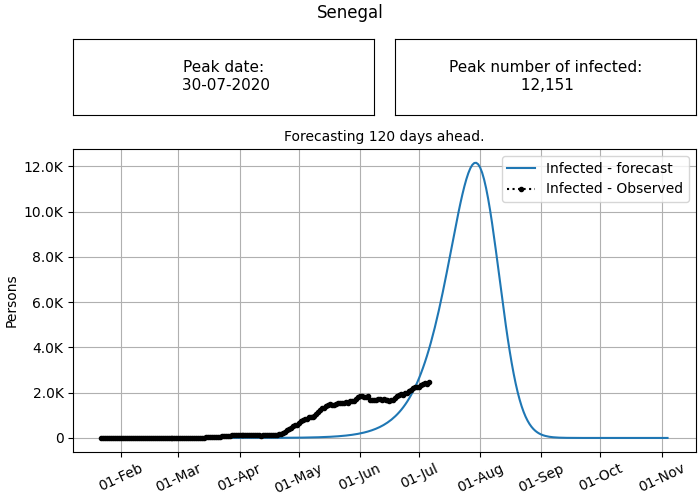 Senegal
Peak date:
30-07-2020
Peak number of infected:
12,151
Forecasting 120 days ahead.
Infected - forecast
Infected - Observed
12.0K
10.0K
8.0K
6.0K
4.0K
2.0K
0
Persons
01-Feb
01-Mar
01-Apr
01-May
01-Jun
01-Jul
01-Aug
01-Sep
01-Oct
01-Nov